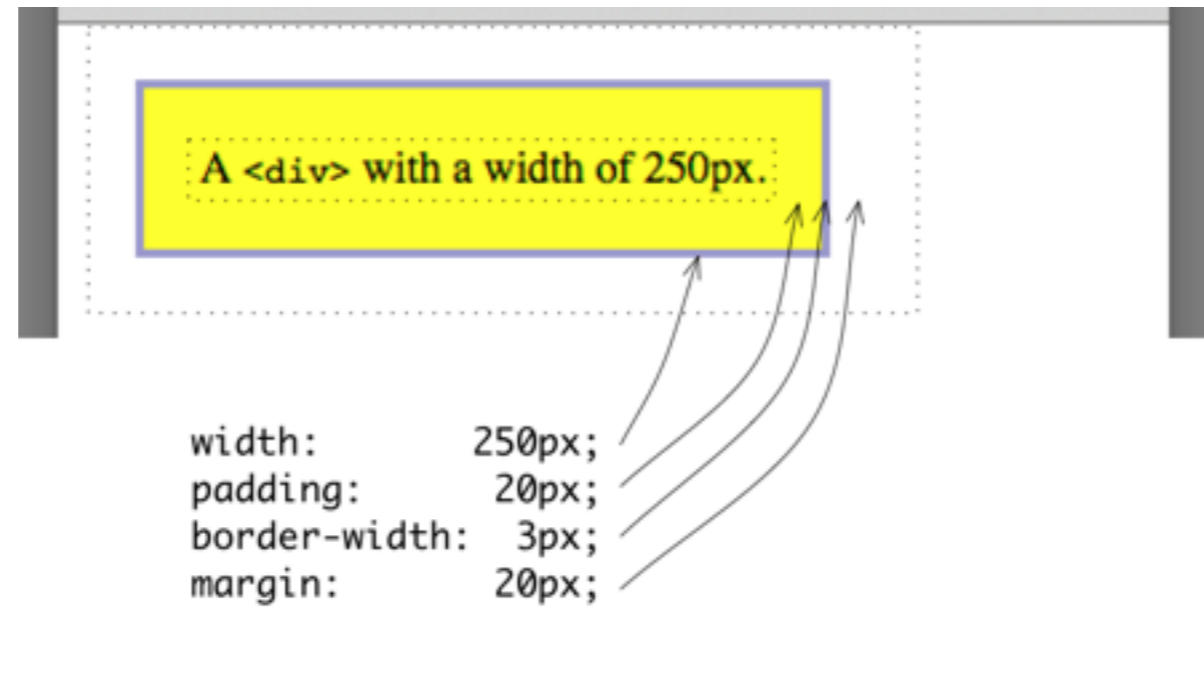 A <div> with a width of 250px.
width: 250px;
padding: 20px;
border-width: 3px;
margin: 20px;